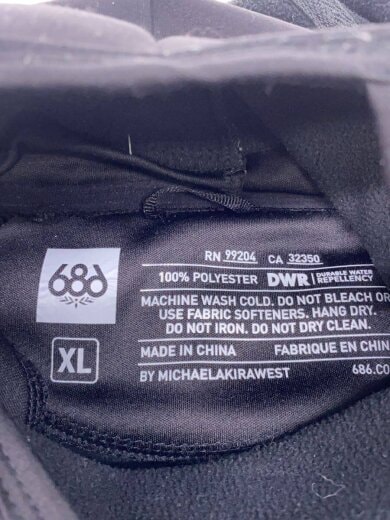 RN 99204 CA 32350
686
100% POLYESTER DWR DURABLE WATER REPELLENCY
MACHINE WASH COLD. DO NOT BLEACH OR
USE FABRIC SOFTENERS. HANG DRY.
DO NOT IRON. DO NOT DRY CLEAN.
XL
MADE IN CHINA FABRIQUE EN CHIN
BY MICHAELAKIRAWEST 686.CO